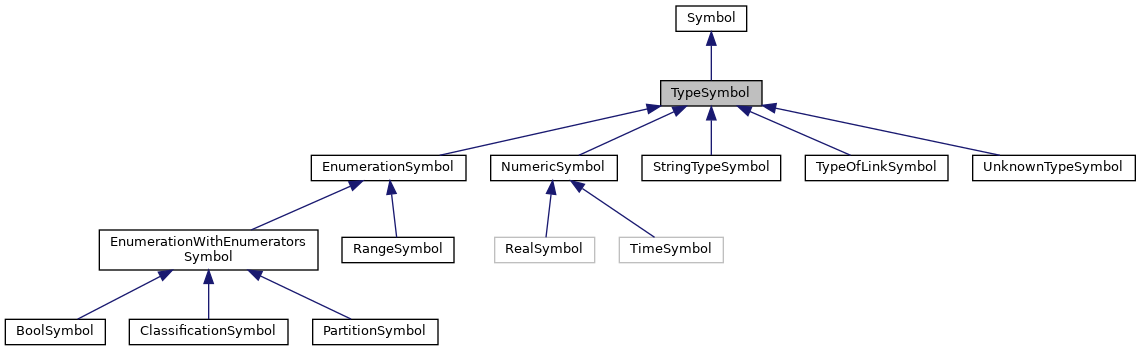 Symbol
TypeSymbol
EnumerationSymbol
NumericSymbol
StringTypeSymbol
TypeOfLinkSymbol
UnknownTypeSymbol
EnumerationWithEnumerators
Symbol
RangeSymbol
RealSymbol
TimeSymbol
BoolSymbol
ClassificationSymbol
PartitionSymbol